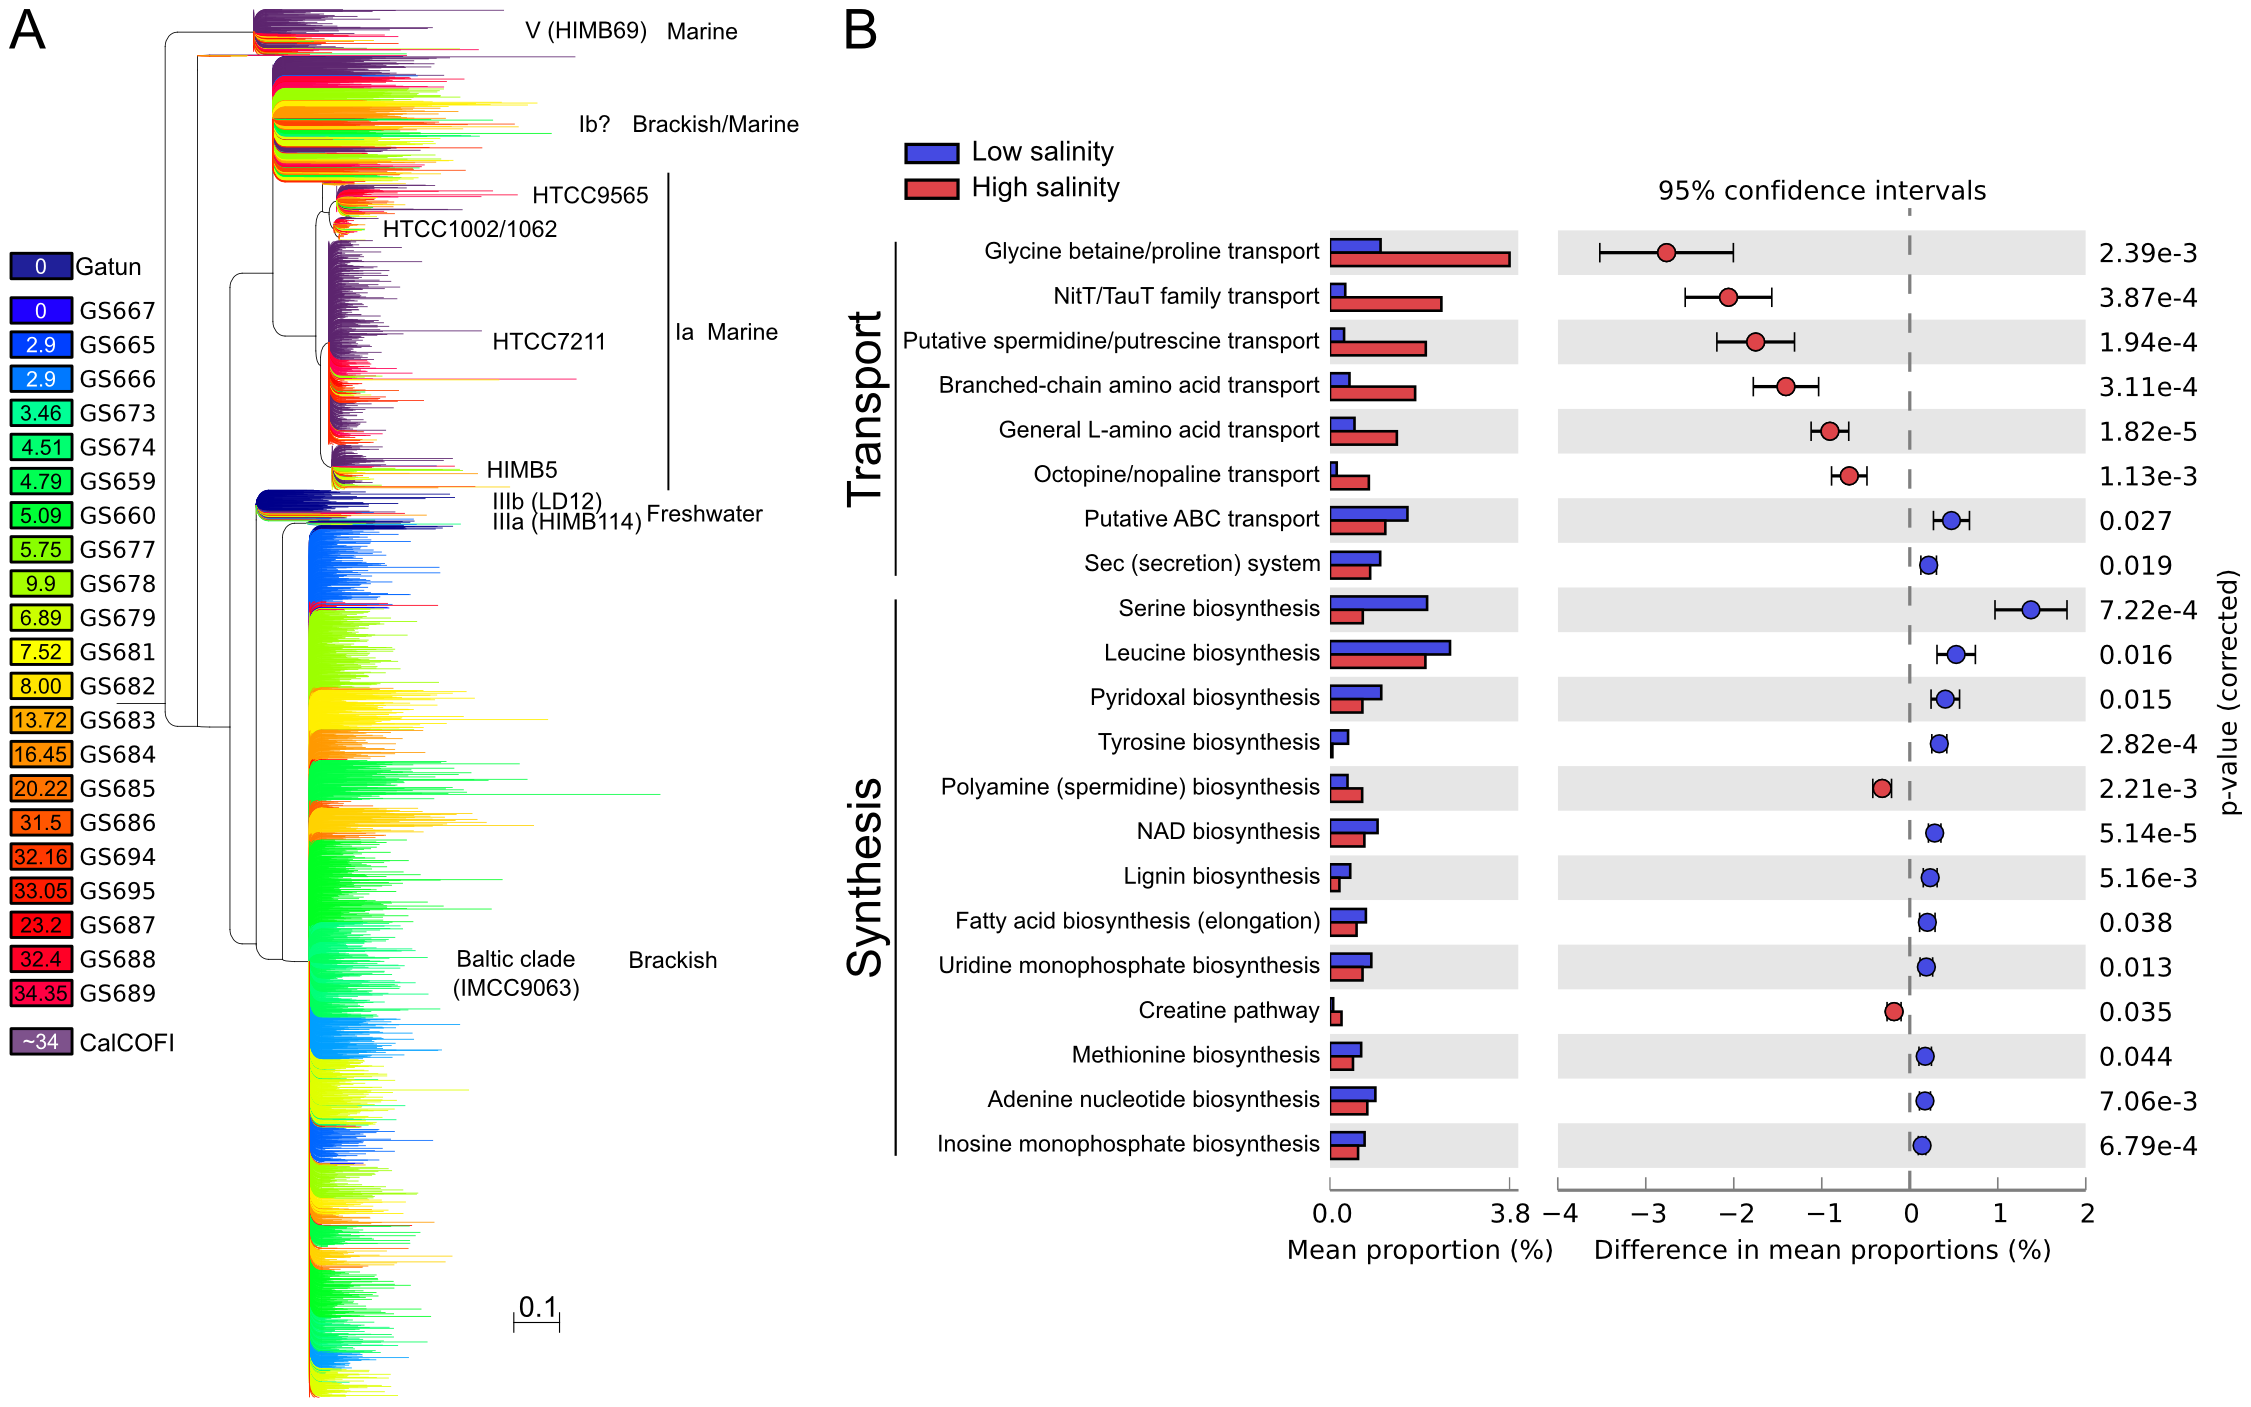 A
V (HIMB69) Marine
Ib? Brackish/Marine
HTCC9565
HTCC1002/1062
HTCC7211
Ia Marine
HIMB5
IIIb (LD12)
IIIa (HIMB114)
Freshwater
Baltic clade
(IMCC9063)
Brackish
0.1
0 Gatun
0 GS667
2.9 GS665
2.9 GS666
3.46 GS673
4.51 GS674
4.79 GS659
5.09 GS660
5.75 GS677
9.9 GS678
6.89 GS679
7.52 GS681
8.00 GS682
13.72 GS683
16.45 GS684
20.22 GS685
31.5 GS686
32.16 GS694
33.05 GS695
23.2 GS687
32.4 GS688
34.35 GS689
~34 CalCOFI
B
Low salinity
High salinity
95% confidence intervals
Transport
Glycine betaine/proline transport 2.39e-3
NitT/TauT family transport 3.87e-4
Putative spermidine/putrescine transport 1.94e-4
Branched-chain amino acid transport 3.11e-4
General L-amino acid transport 1.82e-5
Octopine/nopaline transport 1.13e-3
Putative ABC transport 0.027
Sec (secretion) system 0.019
Synthesis
Serine biosynthesis 7.22e-4
Leucine biosynthesis 0.016
Pyridoxal biosynthesis 0.015
Tyrosine biosynthesis 2.82e-4
Polyamine (spermidine) biosynthesis 2.21e-3
NAD biosynthesis 5.14e-5
Lignin biosynthesis 5.16e-3
Fatty acid biosynthesis (elongation) 0.038
Uridine monophosphate biosynthesis 0.013
Creatine pathway 0.035
Methionine biosynthesis 0.044
Adenine nucleotide biosynthesis 7.06e-3
Inosine monophosphate biosynthesis 6.79e-4
p-value (corrected)
0.0 3.8
Mean proportion (%)
−4 −3 −2 −1 0 1 2
Difference in mean proportions (%)